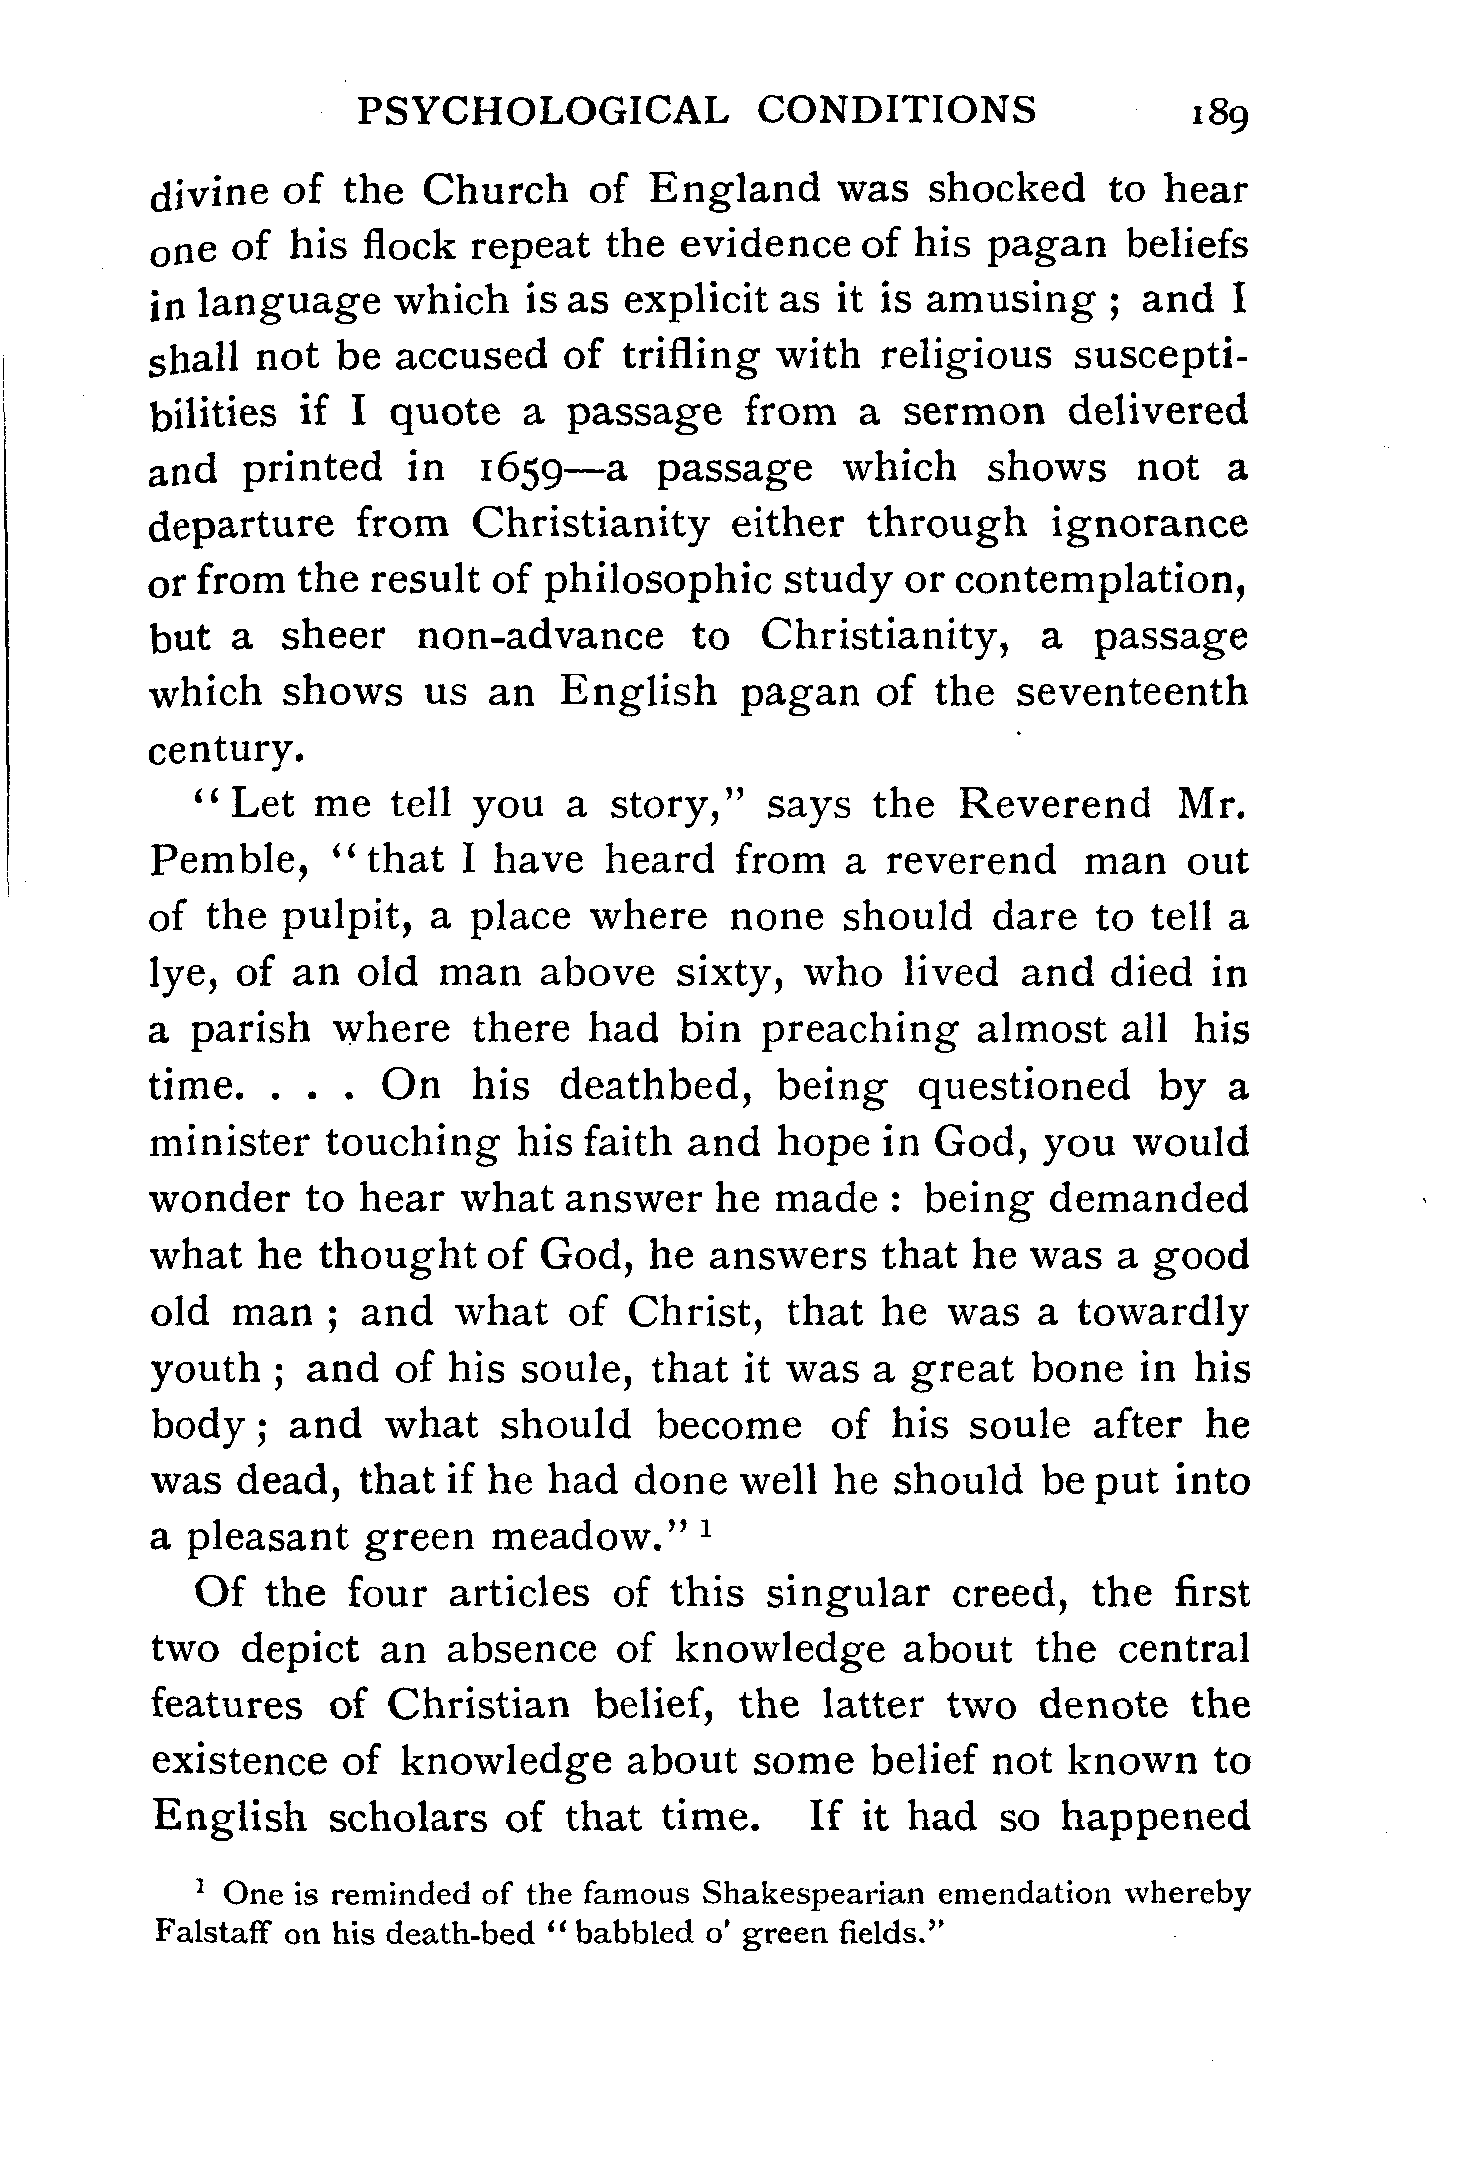 PSYCHOLOGICAL CONDITIONS 189
divine of the Church of England was shocked to hear
one of his flock repeat the evidence of his pagan beliefs
in language which is as explicit as it is amusing ; and I
shall not be accused of trifling with religious suscepti-
bilities if I quote a passage from a sermon delivered
and printed in 1659—a passage which shows not a
departure from Christianity either through ignorance
or from the result of philosophic study or contemplation,
but a sheer non-advance to Christianity, a passage
which shows us an English pagan of the seventeenth
century.
“ Let me tell you a story,” says the Reverend Mr.
Pemble, “ that I have heard from a reverend man out
of the pulpit, a place where none should dare to tell a
lye, of an old man above sixty, who lived and died in
a parish where there had bin preaching almost all his
time. . . . On his deathbed, being questioned by a
minister touching his faith and hope in God, you would
wonder to hear what answer he made : being demanded
what he thought of God, he answers that he was a good
old man ; and what of Christ, that he was a towardly
youth ; and of his soule, that it was a great bone in his
body ; and what should become of his soule after he
was dead, that if he had done well he should be put into
a pleasant green meadow.” ¹
Of the four articles of this singular creed, the first
two depict an absence of knowledge about the central
features of Christian belief, the latter two denote the
existence of knowledge about some belief not known to
English scholars of that time. If it had so happened
¹ One is reminded of the famous Shakespearian emendation whereby
Falstaff on his death-bed “ babbled o’ green fields.”